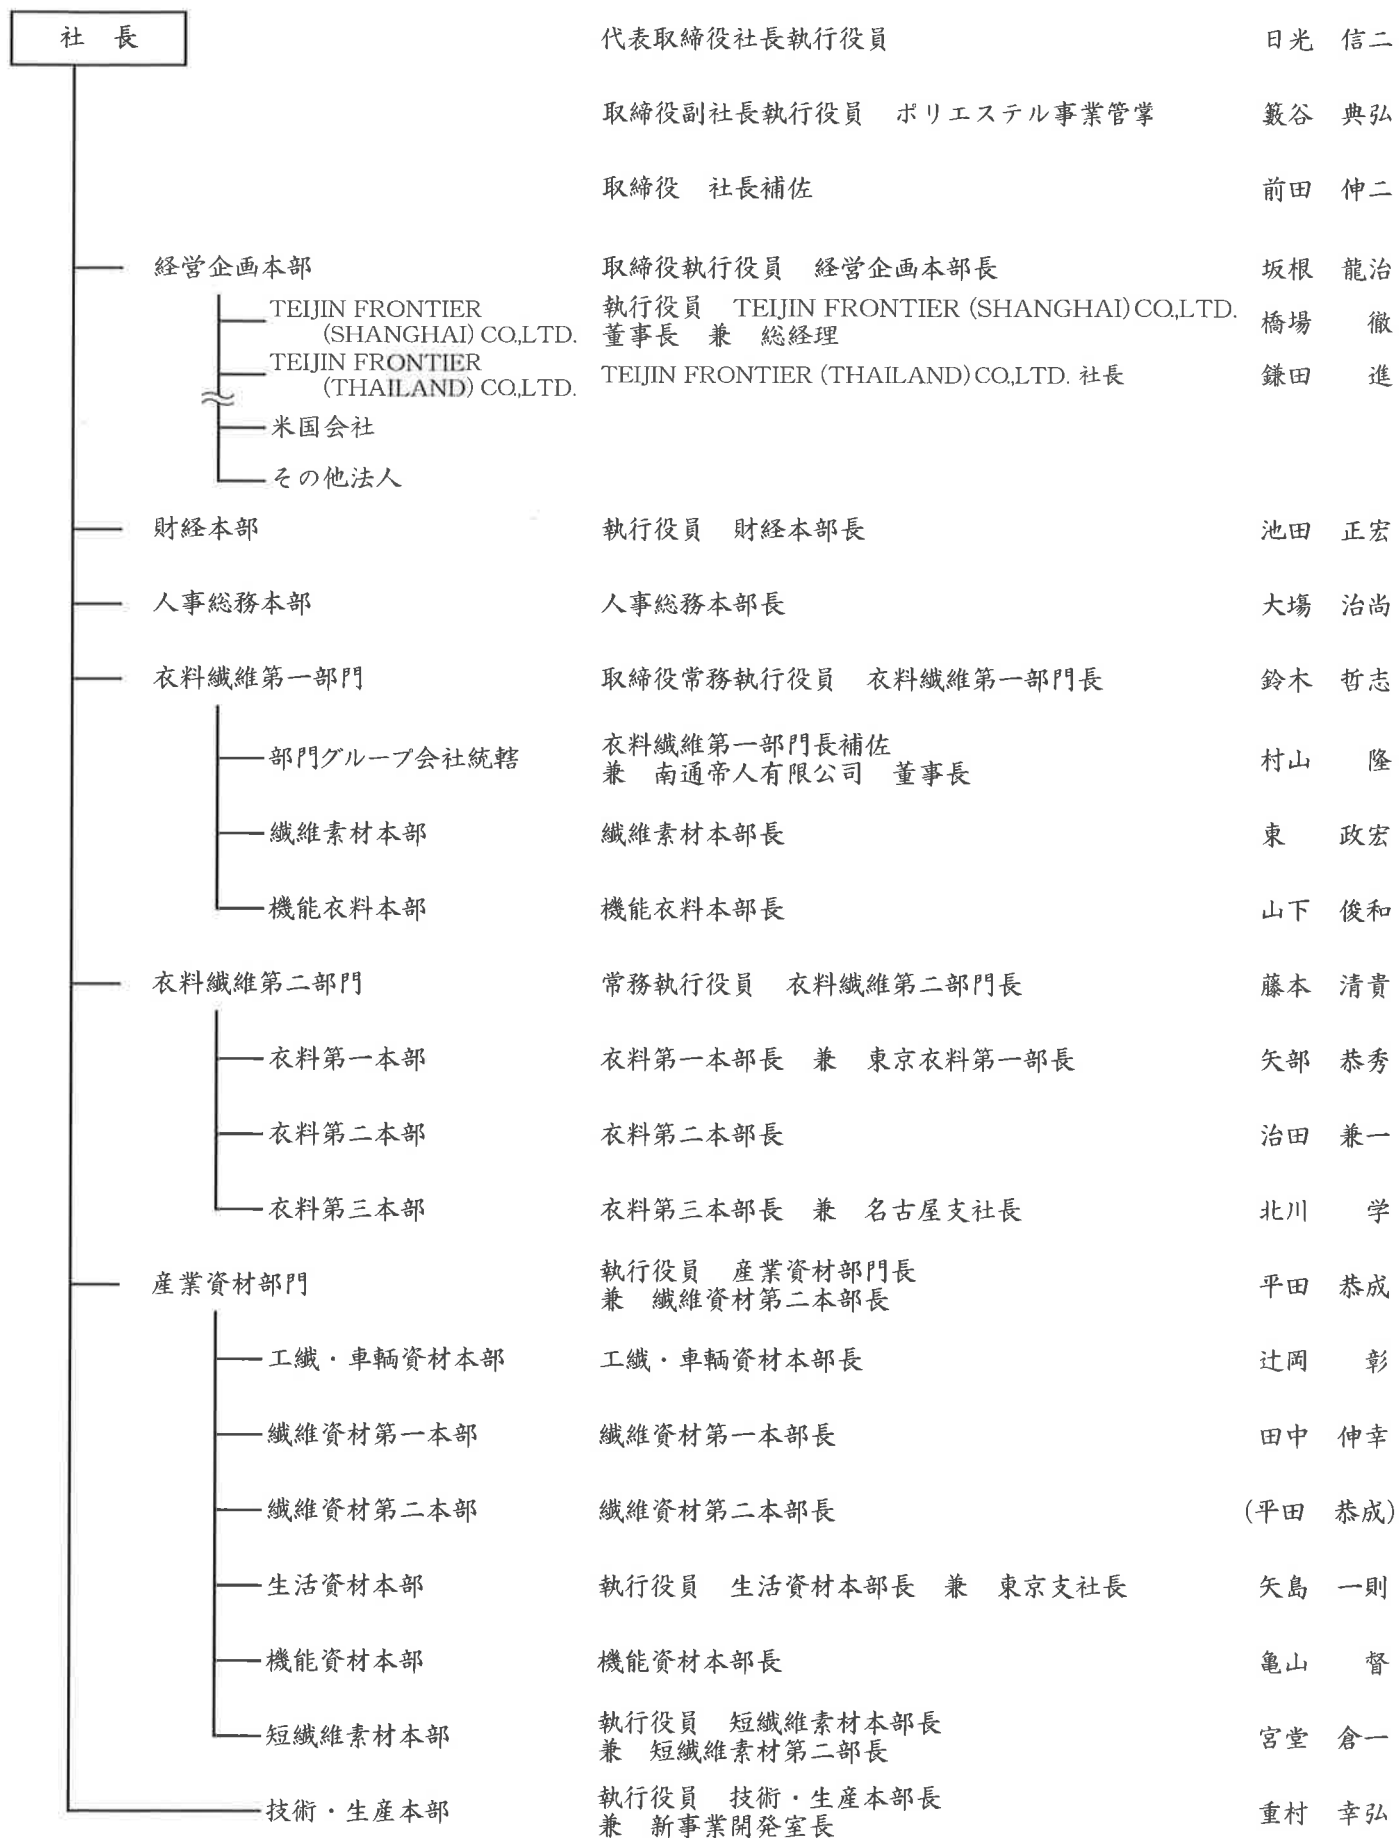 社　長　代表取締役社長執行役員　日光　信二
取締役副社長執行役員　ポリエステル事業管掌　籔谷　典弘
取締役　社長補佐　前田　伸二
経営企画本部　取締役執行役員　経営企画本部長　坂根　龍治
TEIJIN FRONTIER
(SHANGHAI) CO.,LTD.
執行役員　TEIJIN FRONTIER (SHANGHAI) CO.,LTD.
董事長　兼　総経理
橋場　徹
TEIJIN FRONTIER
(THAILAND) CO.,LTD.
TEIJIN FRONTIER (THAILAND) CO.,LTD. 社長　鎌田　進
米国会社
その他法人
財経本部　執行役員　財経本部長　池田　正宏
人事総務本部　人事総務本部長　大塲　治尚
衣料繊維第一部門　取締役常務執行役員　衣料繊維第一部門長　鈴木　哲志
部門グループ会社統轄
衣料繊維第一部門長補佐
兼　南通帝人有限公司　董事長
村山　隆
繊維素材本部　繊維素材本部長　東　政宏
機能衣料本部　機能衣料本部長　山下　俊和
衣料繊維第二部門　常務執行役員　衣料繊維第二部門長　藤本　清貴
衣料第一本部　衣料第一本部長　兼　東京衣料第一部長　矢部　恭秀
衣料第二本部　衣料第二本部長　治田　兼一
衣料第三本部　衣料第三本部長　兼　名古屋支社長　北川　学
産業資材部門
執行役員　産業資材部門長
兼　繊維資材第二本部長
平田　恭成
工繊・車輌資材本部　工繊・車輌資材本部長　辻岡　彰
繊維資材第一本部　繊維資材第一本部長　田中　伸幸
繊維資材第二本部　繊維資材第二本部長　(平田　恭成)
生活資材本部　執行役員　生活資材本部長　兼　東京支社長　矢島　一則
機能資材本部　機能資材本部長　亀山　督
短繊維素材本部
執行役員　短繊維素材本部長
兼　短繊維素材第二部長
宮堂　倉一
技術・生産本部
執行役員　技術・生産本部長
兼　新事業開発室長
重村　幸弘